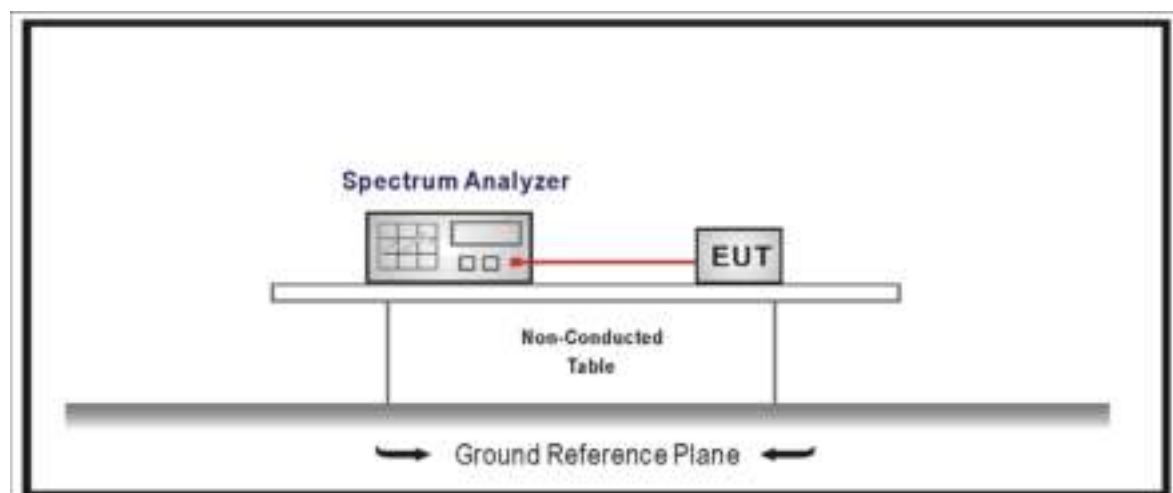 Spectrum Analyzer
EUT
Non-Conducted
Table
Ground Reference Plane